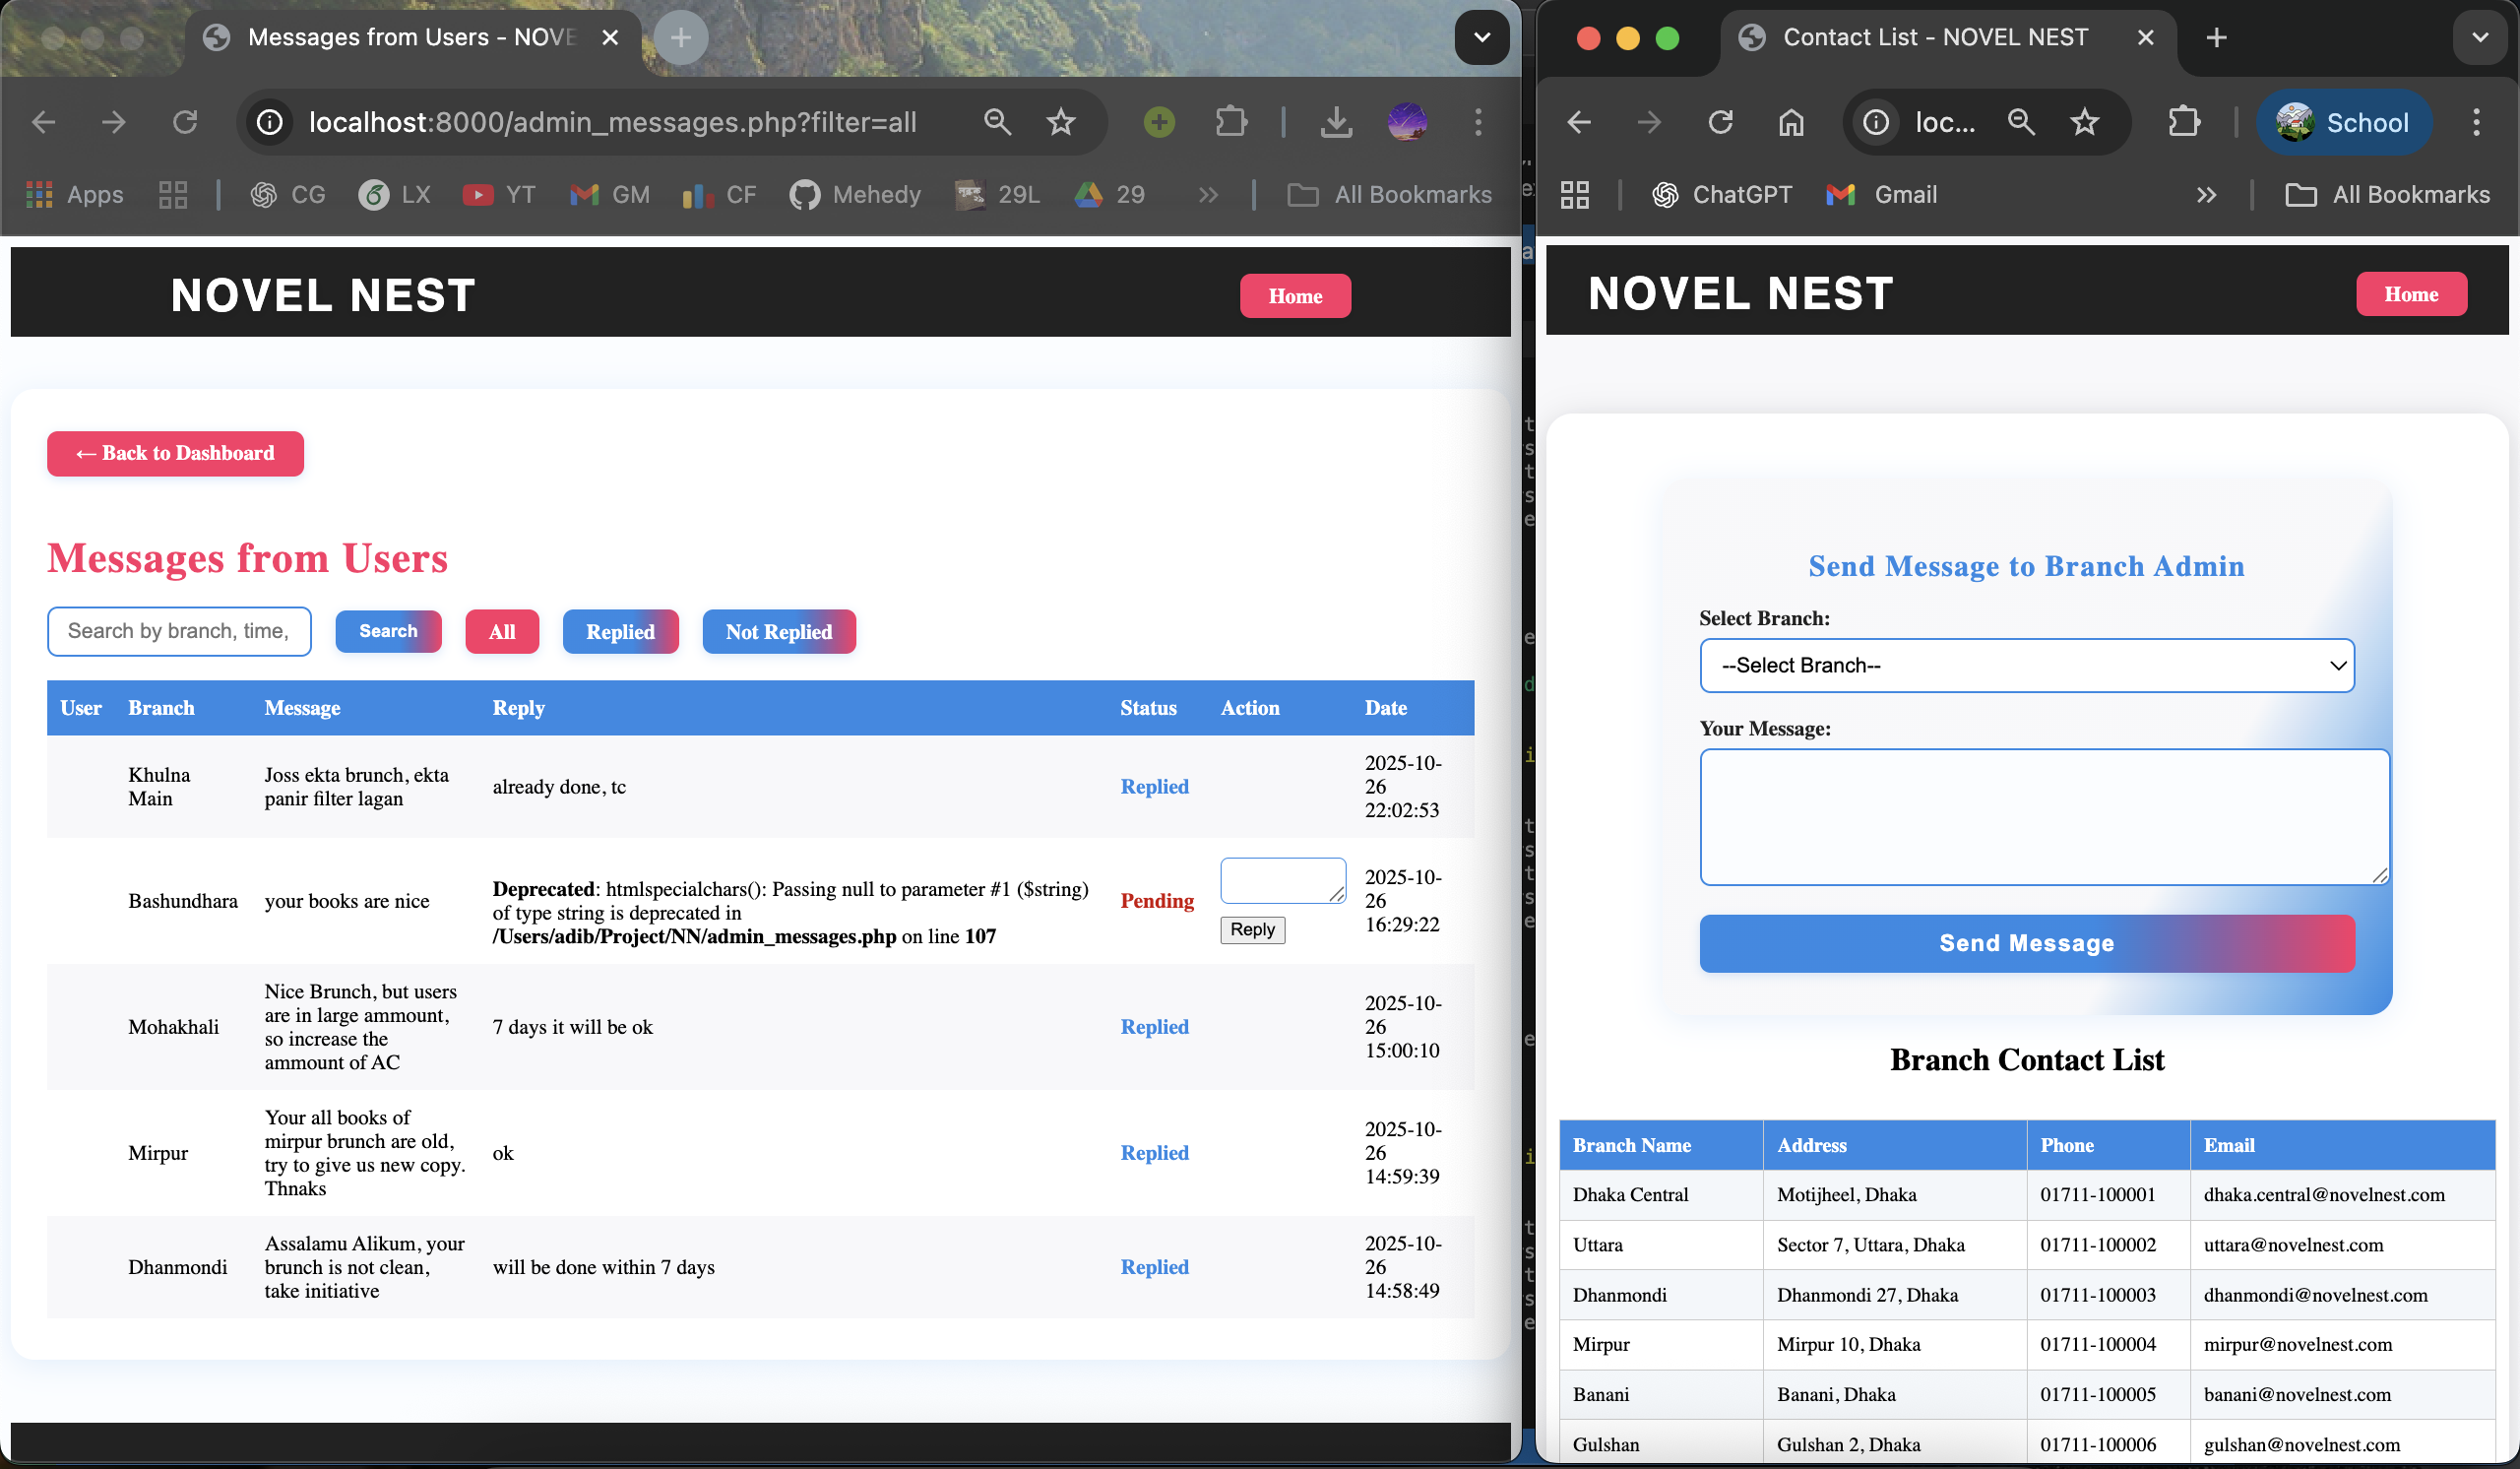 Messages from Users - NOVE
localhost:8000/admin_messages.php?filter=all
Apps
CG
LX
YT
GM
CF
Mehedy
29L
29
All Bookmarks
NOVEL NEST
Home
← Back to Dashboard
Messages from Users
Search by branch, time,
Search
All
Replied
Not Replied
User Branch Message Reply Status Action Date
Khulna
Main
Joss ekta brunch, ekta
panir filter lagan
already done, tc
Replied
2025-10-
26
22:02:53
Bashundhara
your books are nice
Deprecated: htmlspecialchars(): Passing null to parameter #1 ($string)
of type string is deprecated in
/Users/adib/Project/NN/admin_messages.php on line 107
Pending
Reply
2025-10-
26
16:29:22
Mohakhali
Nice Brunch, but users
are in large ammount,
so increase the
ammount of AC
7 days it will be ok
Replied
2025-10-
26
15:00:10
Mirpur
Your all books of
mirpur brunch are old,
try to give us new copy.
Thnaks
ok
Replied
2025-10-
26
14:59:39
Dhanmondi
Assalamu Alikum, your
brunch is not clean,
take initiative
will be done within 7 days
Replied
2025-10-
26
14:58:49
Contact List - NOVEL NEST
loc...
School
ChatGPT
Gmail
All Bookmarks
NOVEL NEST
Home
Send Message to Branch Admin
Select Branch:
--Select Branch--
Your Message:
Send Message
Branch Contact List
Branch Name Address Phone Email
Dhaka Central Motijheel, Dhaka 01711-100001 dhaka.central@novelnest.com
Uttara Sector 7, Uttara, Dhaka 01711-100002 uttara@novelnest.com
Dhanmondi Dhanmondi 27, Dhaka 01711-100003 dhanmondi@novelnest.com
Mirpur Mirpur 10, Dhaka 01711-100004 mirpur@novelnest.com
Banani Banani, Dhaka 01711-100005 banani@novelnest.com
Gulshan Gulshan 2, Dhaka 01711-100006 gulshan@novelnest.com